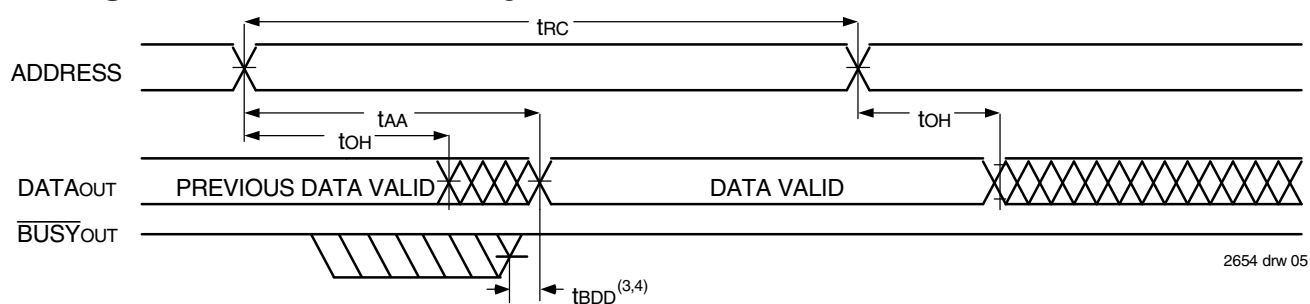 tRC
ADDRESS
tAA
tOH
tOH
DATAOUT
PREVIOUS DATA VALID
DATA VALID
BUSYOUT
2654 drw 05
tBDD(3,4)